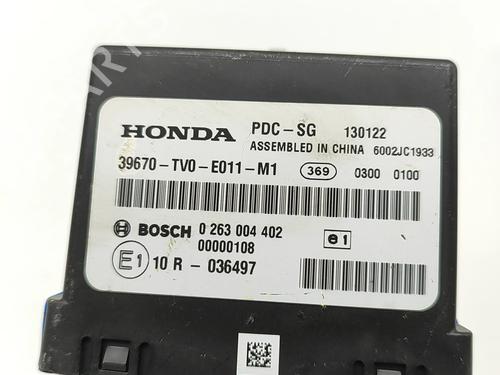 HONDA PDC-SG 130122
ASSEMBLED IN CHINA 6002JC1933
39670-TV0-E011-M1 369 0300 0100
BOSCH 0 263 004 402
00000108 e1
E1 10 R - 036497